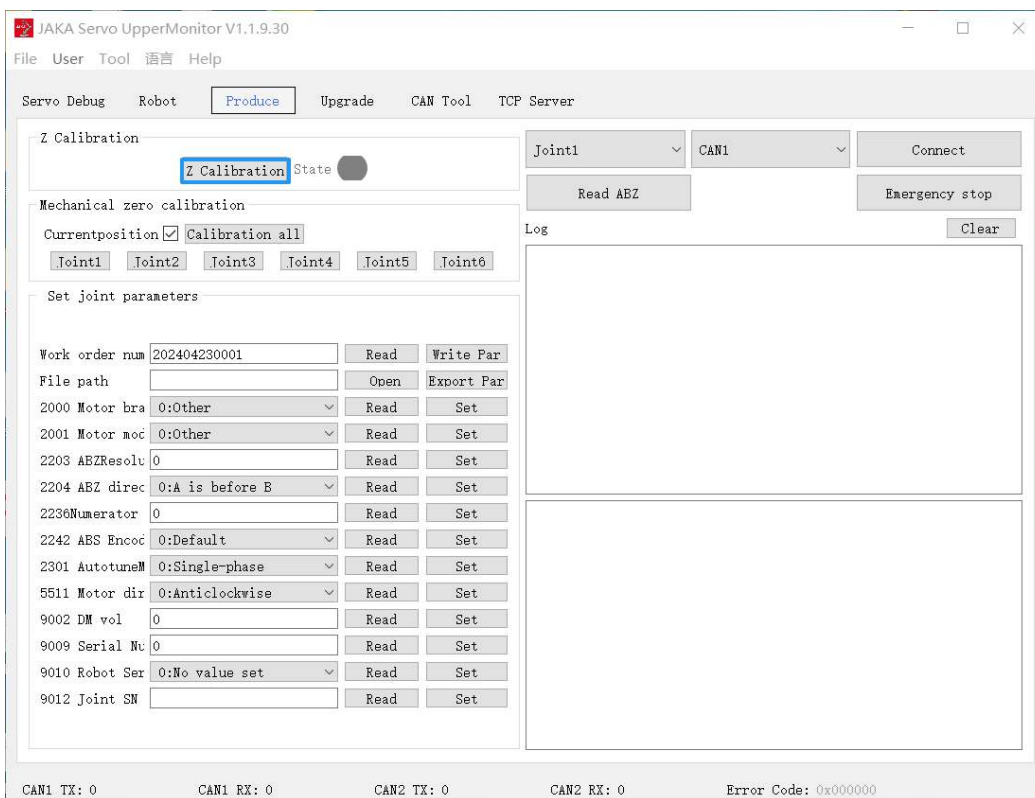 JAKA Servo UpperMonitor V1.1.9.30
File User Tool 语言 Help
Servo Debug Robot Produce Upgrade CAN Tool TCP Server
Z Calibration
Z Calibration State
Mechanical zero calibration
Currentposition Calibration all
Joint1 Joint2 Joint3 Joint4 Joint5 Joint6
Set joint parameters
Work order num 202404230001 Read Write Par
File path Open Export Par
2000 Motor bra 0:Other Read Set
2001 Motor mod 0:Other Read Set
2203 ABZResolu 0 Read Set
2204 ABZ direc 0:A is before B Read Set
2236Numerator 0 Read Set
2242 ABS Encod 0:Default Read Set
2301 AutotuneM 0:Single-phase Read Set
5511 Motor dir 0:Anticlockwise Read Set
9002 DM vol 0 Read Set
9009 Serial Nu 0 Read Set
9010 Robot Ser 0:No value set Read Set
9012 Joint SN Read Set
Joint1 CAN1 Connect
Read ABZ Emergency stop
Log Clear
CAN1 TX: 0 CAN1 RX: 0 CAN2 TX: 0 CAN2 RX: 0 Error Code: 0x000000